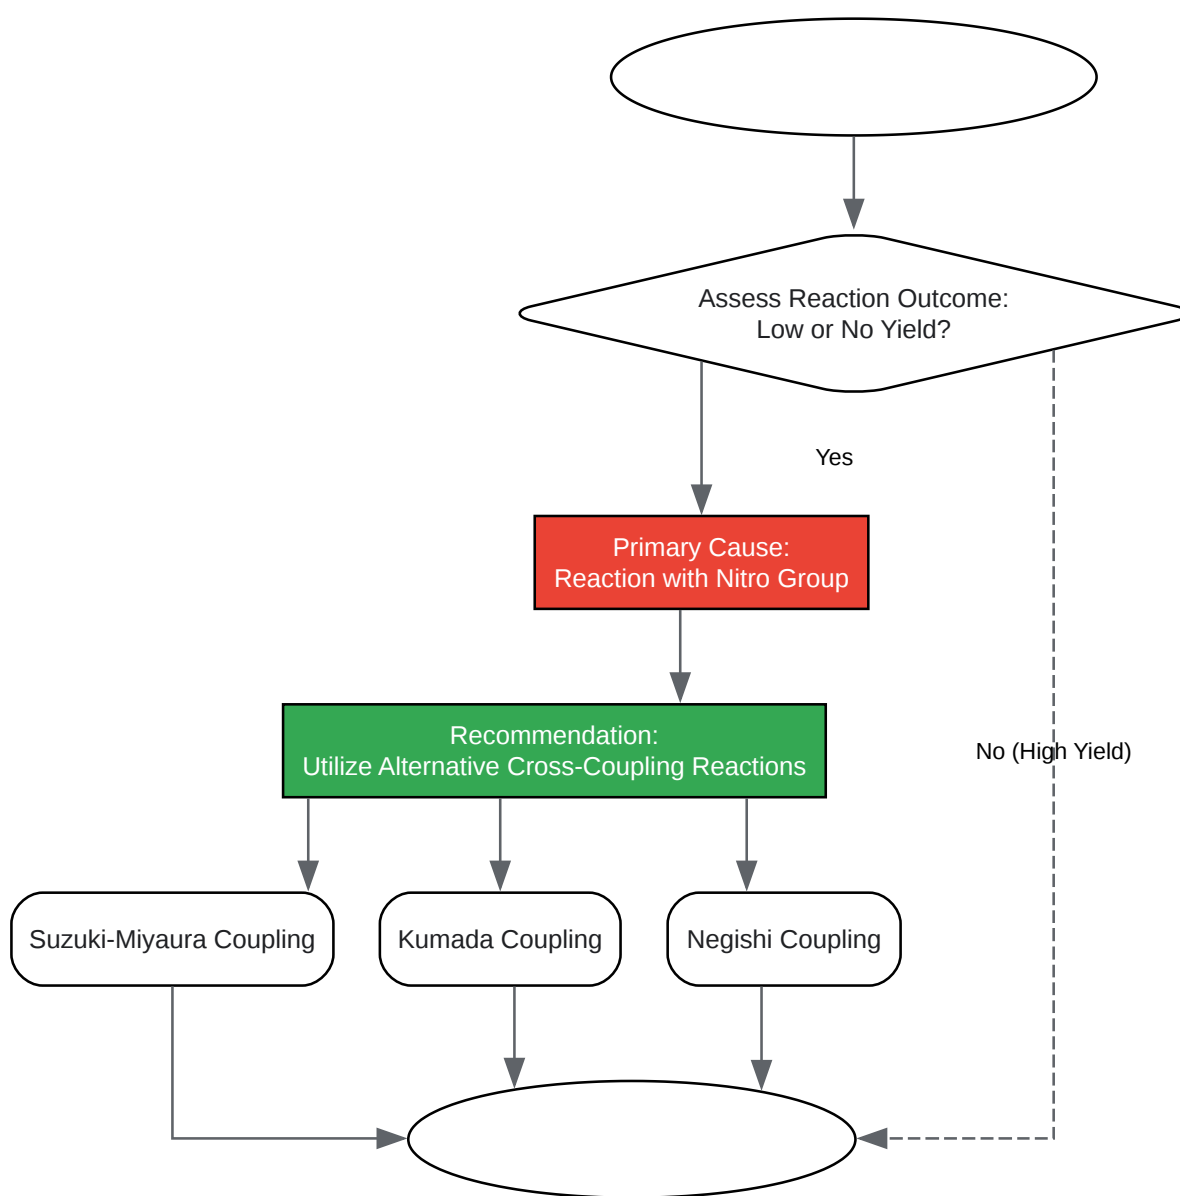 Assess Reaction Outcome:
Low or No Yield?
Yes
Primary Cause:
Reaction with Nitro Group
Recommendation:
Utilize Alternative Cross-Coupling Reactions
No (High Yield)
Suzuki-Miyaura Coupling
Kumada Coupling
Negishi Coupling